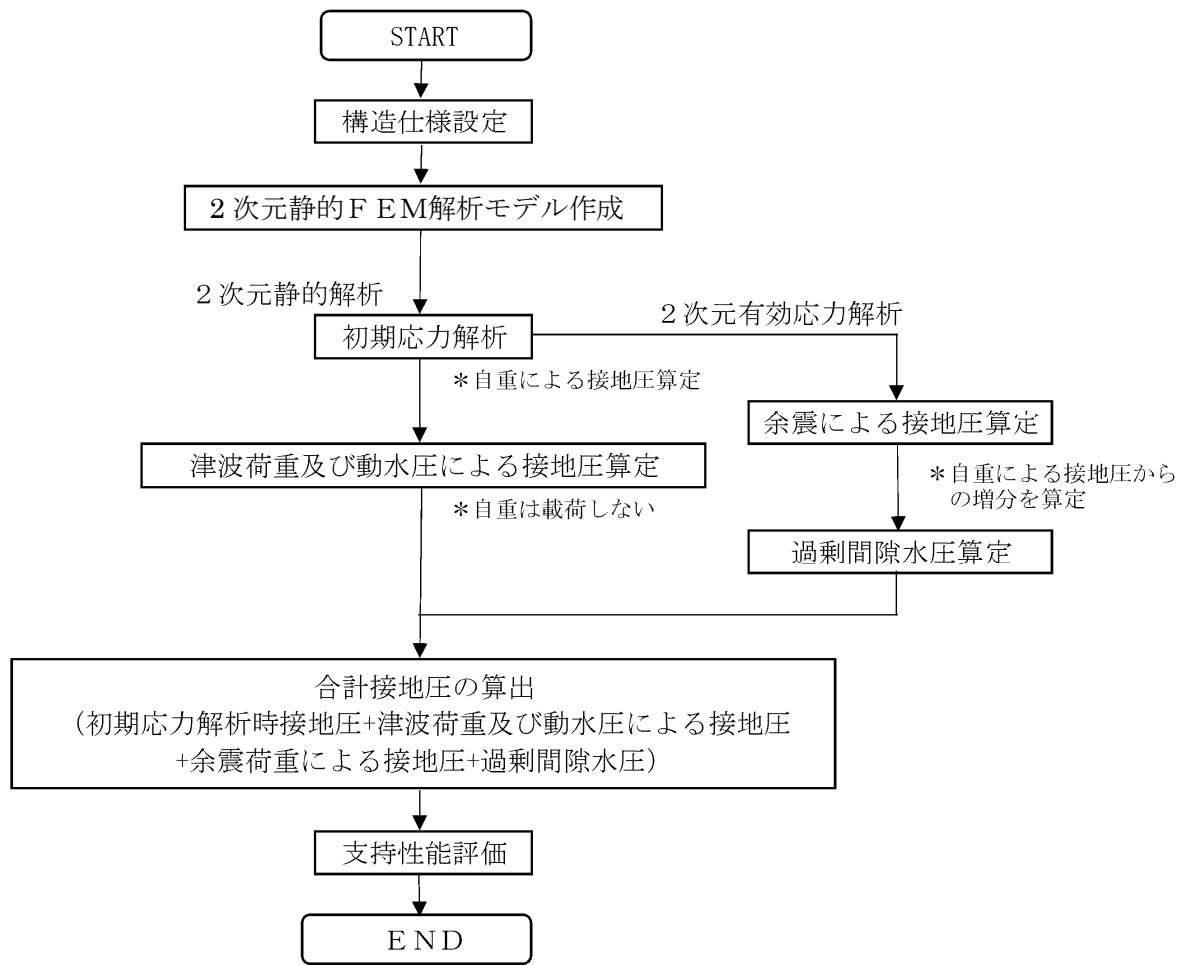 START
構造仕様設定
２次元静的ＦＥＭ解析モデル作成
２次元静的解析
２次元有効応力解析
初期応力解析
＊自重による接地圧算定
余震による接地圧算定
津波荷重及び動水圧による接地圧算定
＊自重による接地圧から
の増分を算定
＊自重は載荷しない
過剰間隙水圧算定
合計接地圧の算出
（初期応力解析時接地圧+津波荷重及び動水圧による接地圧
+余震荷重による接地圧+過剰間隙水圧）
支持性能評価
ＥＮＤ